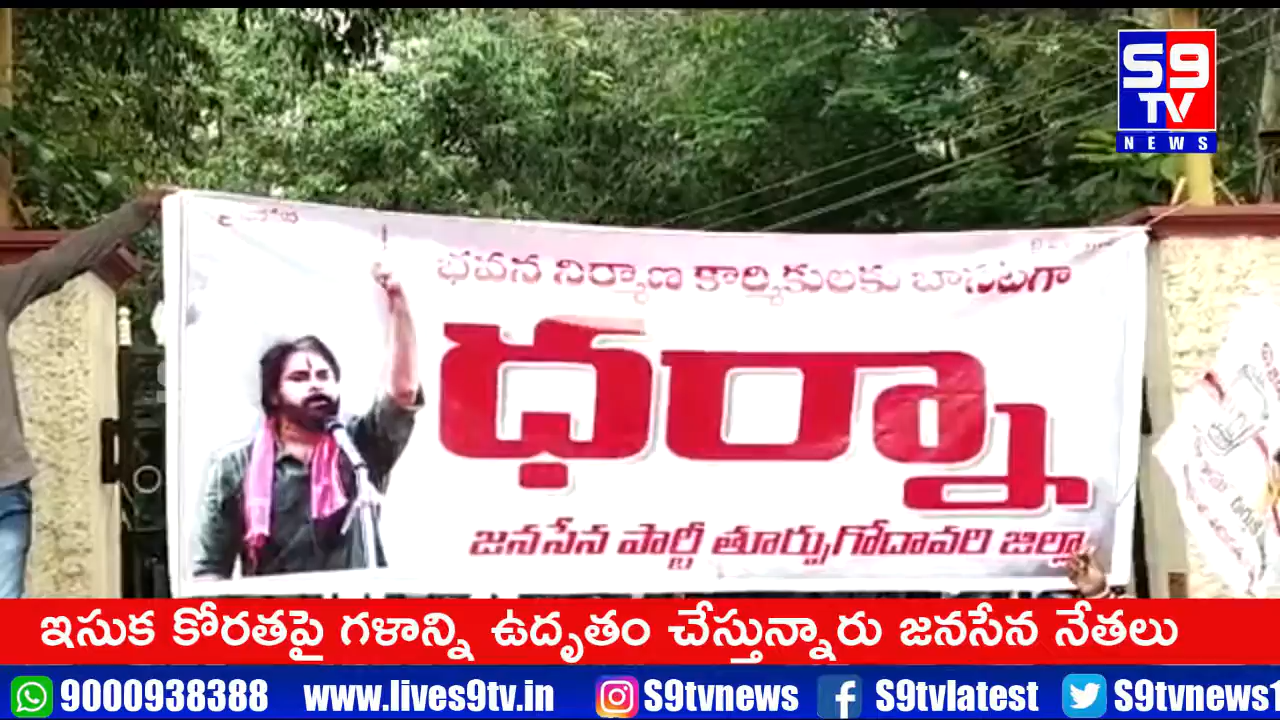 S9
TV
NEWS
భవన నిర్మాణ కార్మికులకు బాసటగా
ధర్నా
జనసేన పార్టీ తూర్పుగోదావరి జిల్లా
ఇసుక కోరతపై గళాన్ని ఉదృతం చేస్తున్నారు జనసేన నేతలు
9000938388 www.lives9tv.in S9tvnews S9tvlatest S9tvnews1